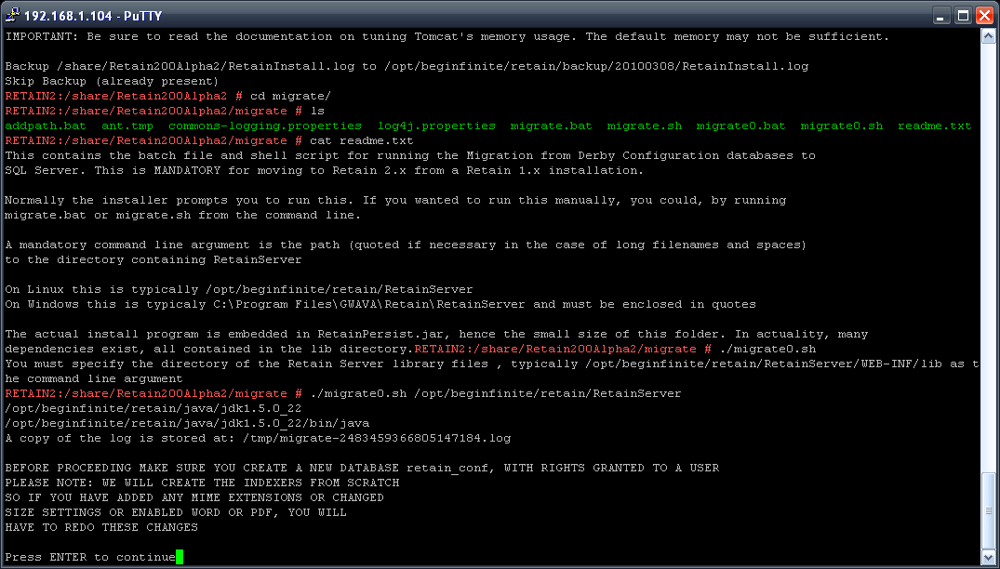 192.168.1.104 - PuTTY
IMPORTANT: Be sure to read the documentation on tuning Tomcat's memory usage. The default memory may not be sufficient.
Backup /share/Retain200Alpha2/RetainInstall.log to /opt/beginfinite/retain/backup/20100308/RetainInstall.log
Skip Backup (already present)
RETAIN2:/share/Retain200Alpha2 # cd migrate/
RETAIN2:/share/Retain200Alpha2/migrate # ls
addpath.bat  ant.tmp  commons-logging.properties  log4j.properties  migrate.bat  migrate.sh  migrate0.bat  migrate0.sh  readme.txt
RETAIN2:/share/Retain200Alpha2/migrate # cat readme.txt
This contains the batch file and shell script for running the Migration from Derby Configuration databases to
SQL Server. This is MANDATORY for moving to Retain 2.x from a Retain 1.x installation.
Normally the installer prompts you to run this. If you wanted to run this manually, you could, by running
migrate.bat or migrate.sh from the command line.
A mandatory command line argument is the path (quoted if necessary in the case of long filenames and spaces)
to the directory containing RetainServer
On Linux this is typically /opt/beginfinite/retain/RetainServer
On Windows this is typicaly C:\Program Files\GWAVA\Retain\RetainServer and must be enclosed in quotes
The actual install program is embedded in RetainPersist.jar, hence the small size of this folder. In actuality, many
dependencies exist, all contained in the lib directory.RETAIN2:/share/Retain200Alpha2/migrate # ./migrate0.sh
You must specify the directory of the Retain Server library files , typically /opt/beginfinite/retain/RetainServer/WEB-INF/lib as t
he command line argument
RETAIN2:/share/Retain200Alpha2/migrate # ./migrate0.sh /opt/beginfinite/retain/RetainServer
/opt/beginfinite/retain/java/jdk1.5.0_22
/opt/beginfinite/retain/java/jdk1.5.0_22/bin/java
A copy of the log is stored at: /tmp/migrate-2483459366805147184.log
BEFORE PROCEEDING MAKE SURE YOU CREATE A NEW DATABASE retain_conf, WITH RIGHTS GRANTED TO A USER
PLEASE NOTE: WE WILL CREATE THE INDEXERS FROM SCRATCH
SO IF YOU HAVE ADDED ANY MIME EXTENSIONS OR CHANGED
SIZE SETTINGS OR ENABLED WORD OR PDF, YOU WILL
HAVE TO REDO THESE CHANGES
Press ENTER to continue